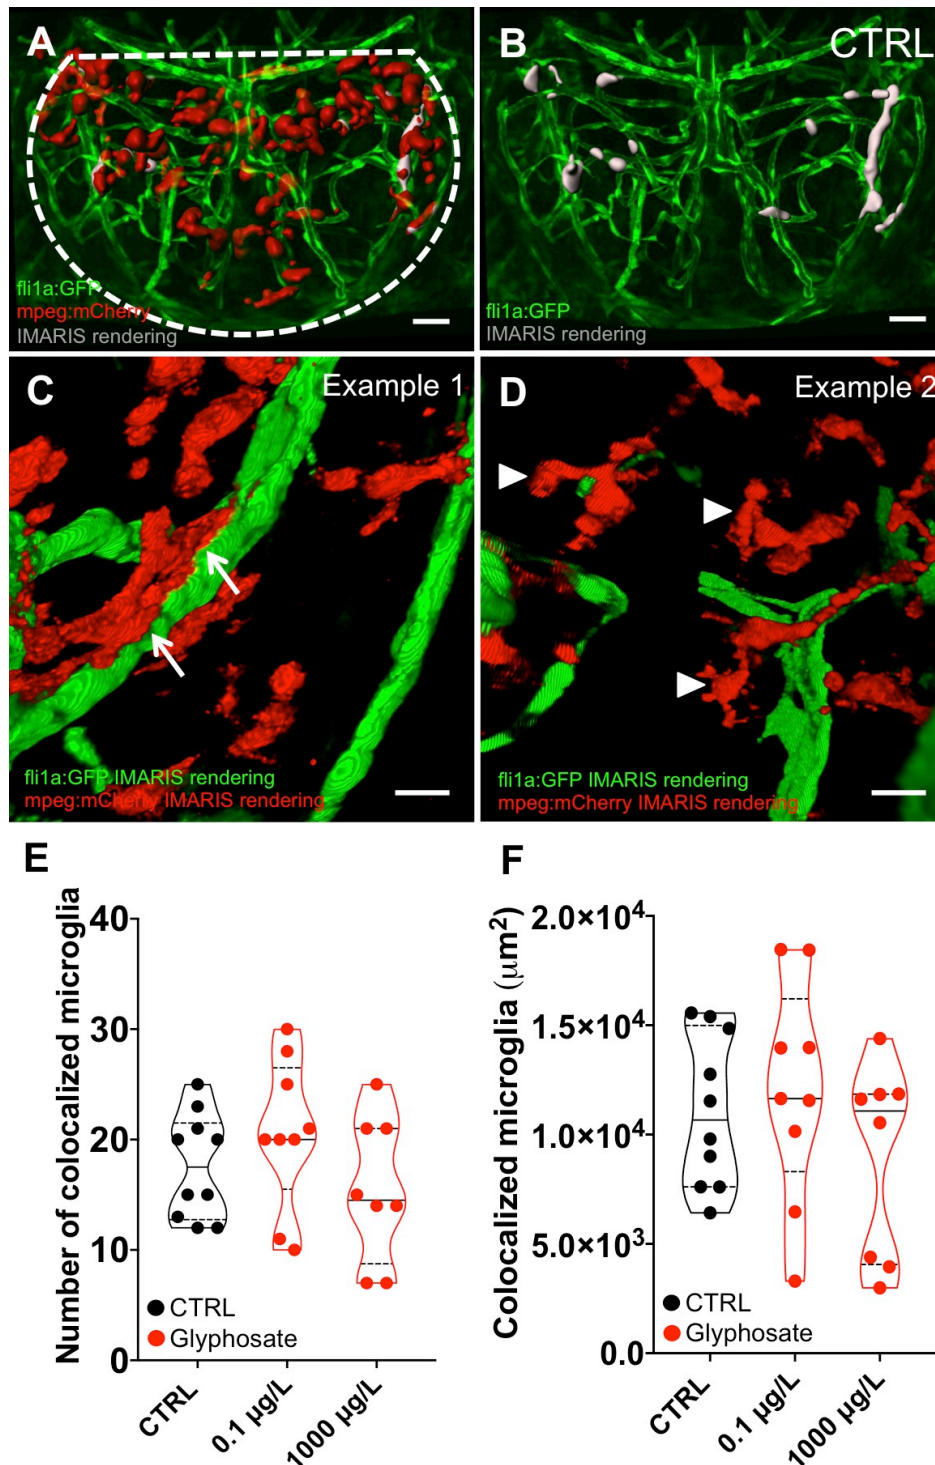 A
fli1a:GFP
mpeg:mCherry
IMARIS rendering
B
CTRL
fli1a:GFP
IMARIS rendering
C
Example 1
fli1a:GFP IMARIS rendering
mpeg:mCherry IMARIS rendering
D
Example 2
fli1a:GFP IMARIS rendering
mpeg:mCherry IMARIS rendering
E
Number of colocalized microglia
40
30
20
10
0
CTRL
Glyphosate
CTRL
0.1 µg/L
1000 µg/L
F
Colocalized microglia (µm²)
2.0×10⁴
1.5×10⁴
1.0×10⁴
5.0×10³
0.0
CTRL
Glyphosate
CTRL
0.1 µg/L
1000 µg/L